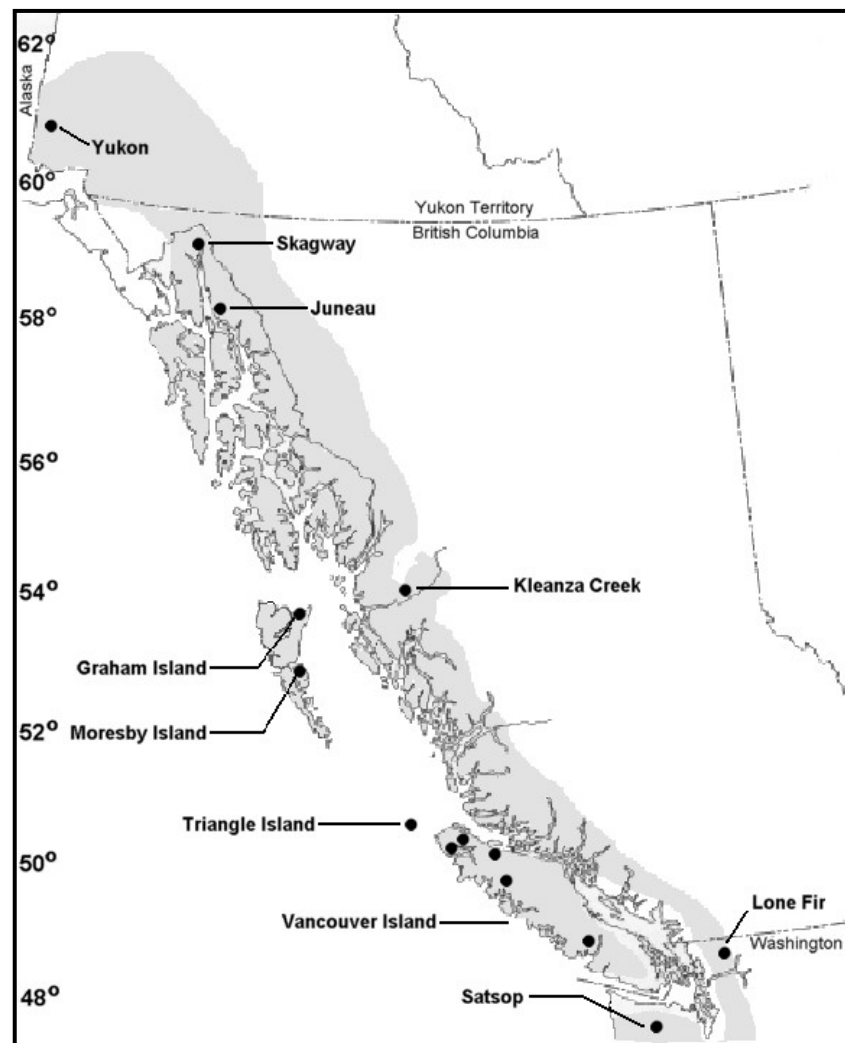 62°
Alaska
Yukon
60°
Yukon Territory
British Columbia
Skagway
Juneau
58°
56°
54°
Kleanza Creek
Graham Island
Moresby Island
52°
Triangle Island
50°
Vancouver Island
Lone Fir
Washington
48°
Satsop